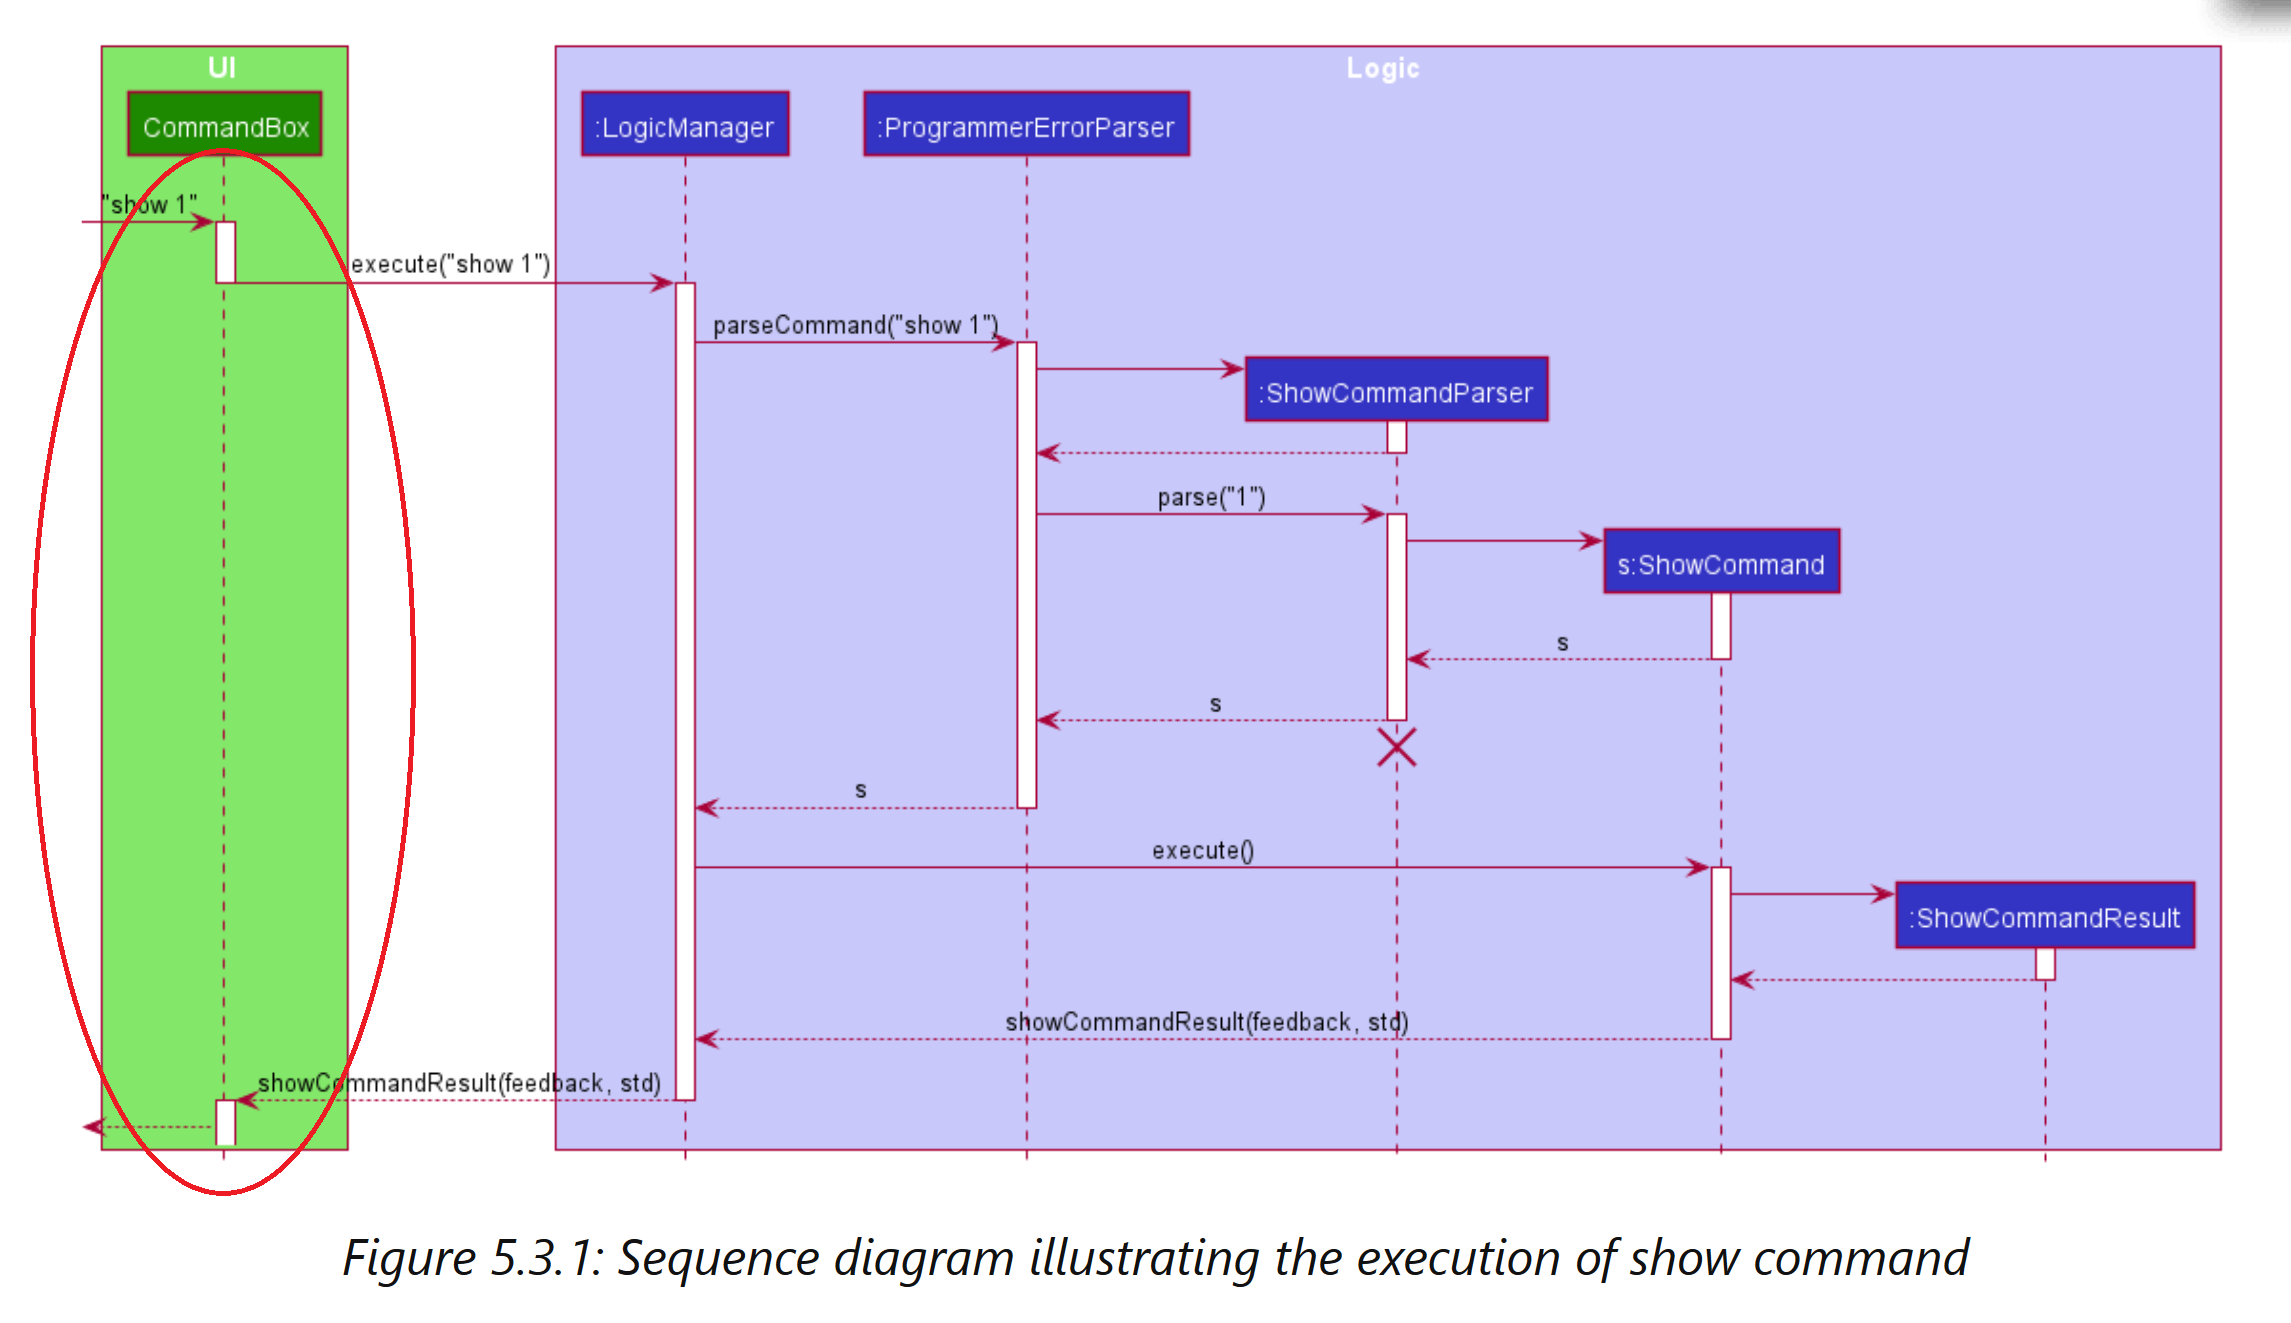 UI
Logic
CommandBox
:LogicManager
:ProgrammerErrorParser
"show 1"
execute("show 1")
parseCommand("show 1")
:ShowCommandParser
parse("1")
s:ShowCommand
s
s
s
execute()
:ShowCommandResult
showCommandResult(feedback, std)
showCommandResult(feedback, std)
Figure 5.3.1: Sequence diagram illustrating the execution of show command